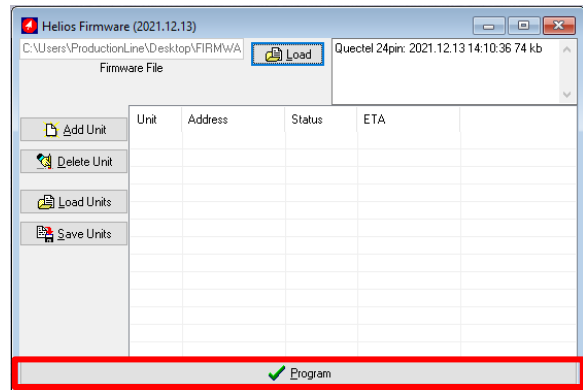 Helios Firmware (2021.12.13)
C:\Users\ProductionLine\Desktop\FIRMWA
Load
Quectel 24pin: 2021.12.13 14:10:36 74 kb
Firmware File
Unit Address Status ETA
Add Unit
Delete Unit
Load Units
Save Units
Program